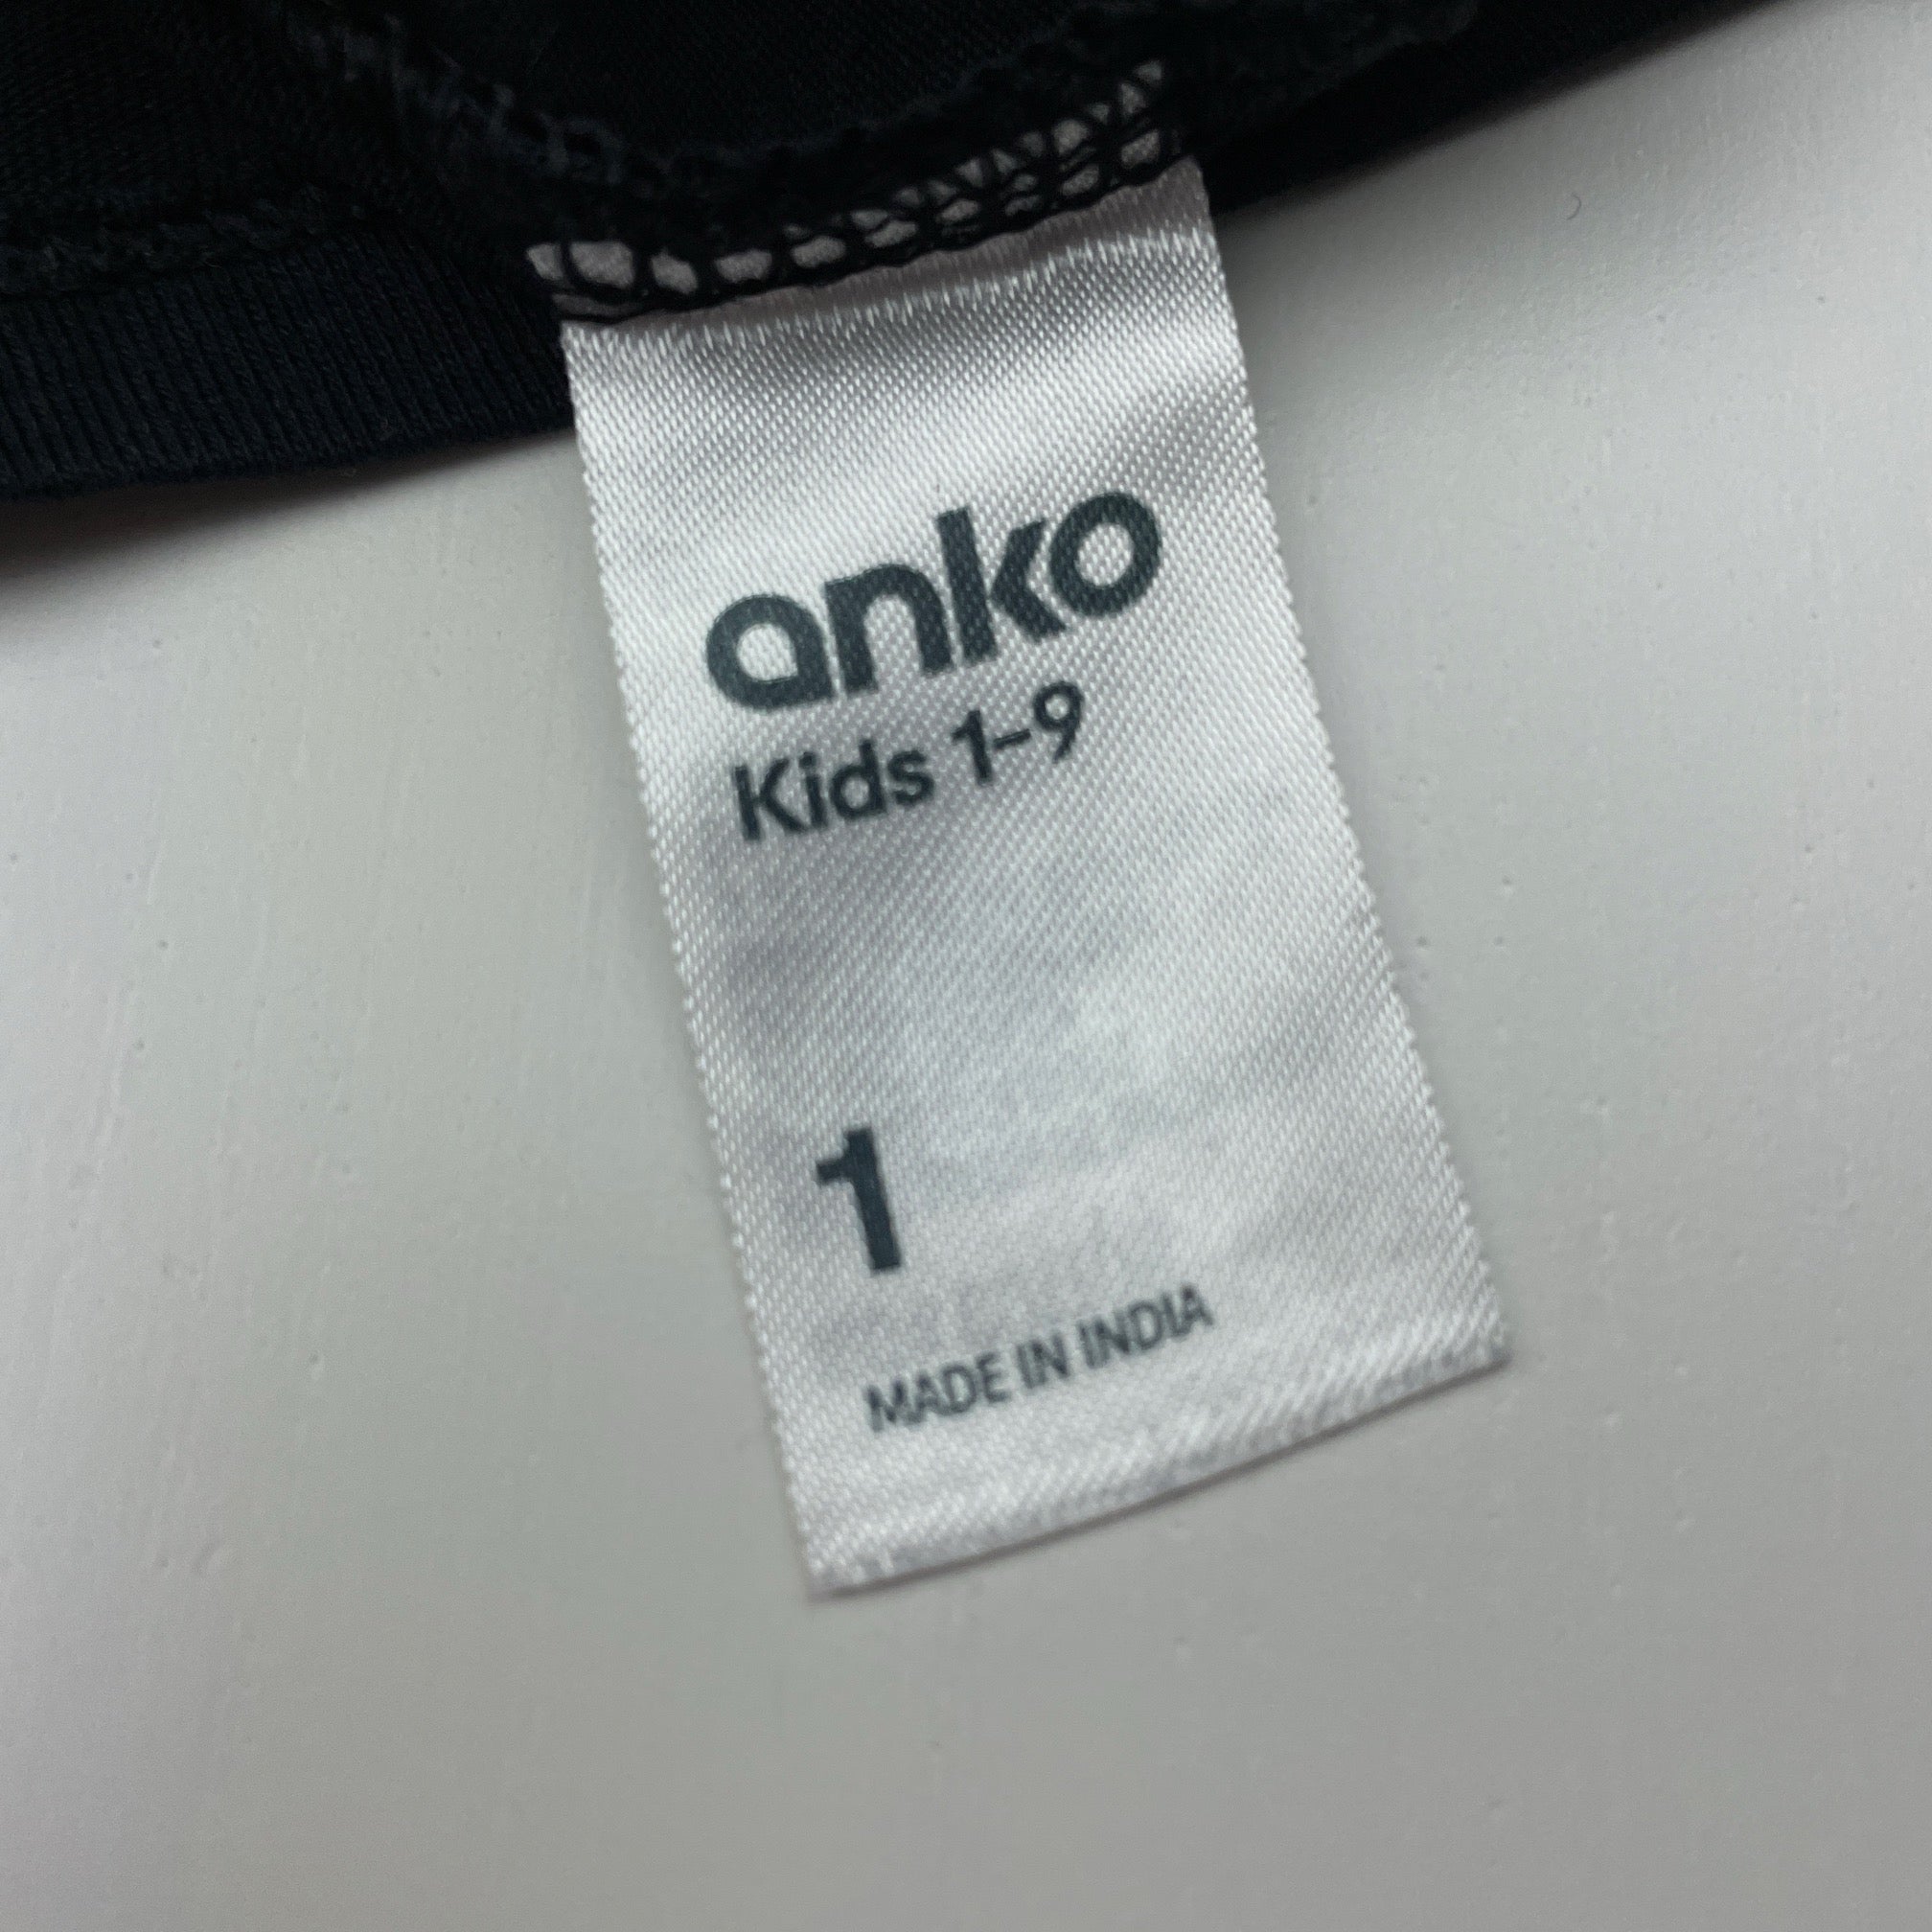 anko
Kids 1-9
1
MADE IN INDIA